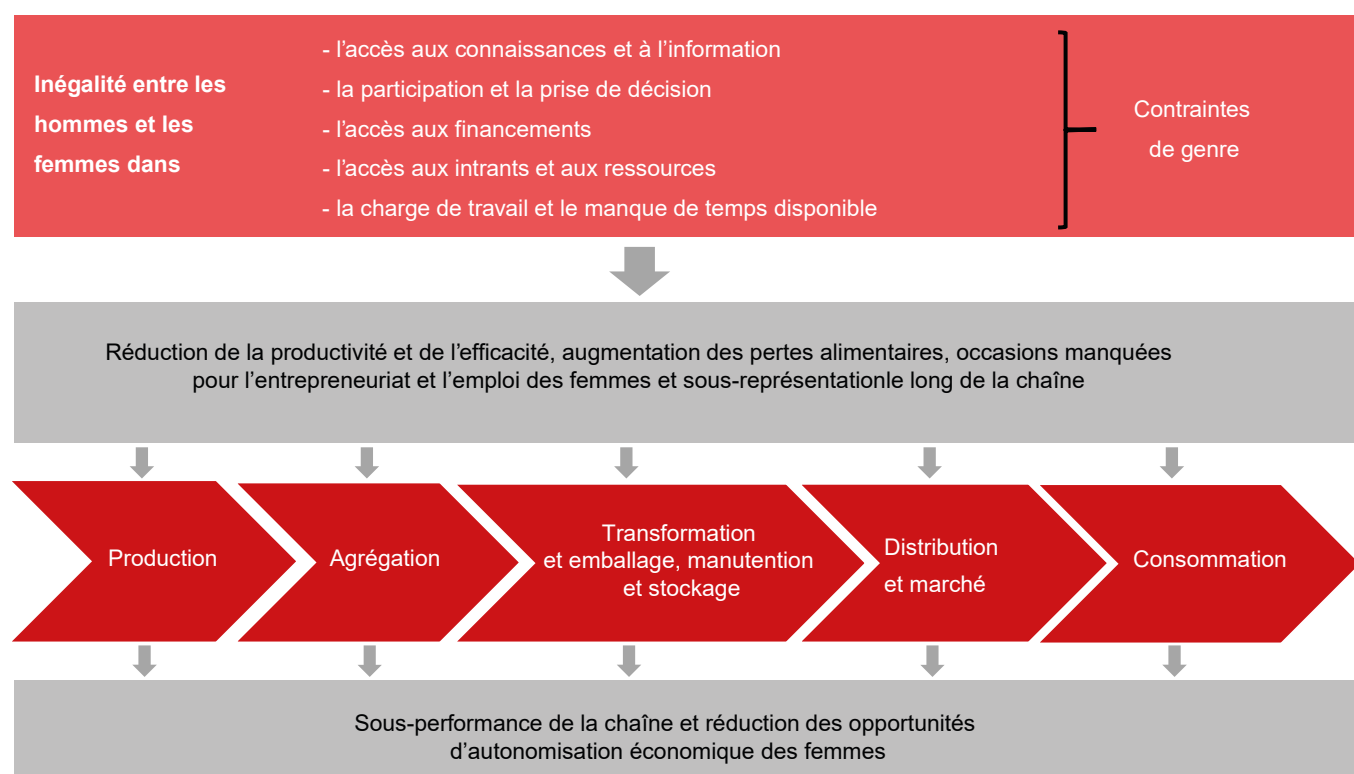 Inégalité entre les
hommes et les
femmes dans
- l’accès aux connaissances et à l’information
- la participation et la prise de décision
- l’accès aux financements
- l’accès aux intrants et aux ressources
- la charge de travail et le manque de temps disponible
Contraintes
de genre
Réduction de la productivité et de l’efficacité, augmentation des pertes alimentaires, occasions manquées
pour l’entrepreneuriat et l’emploi des femmes et sous-représentationle long de la chaîne
Production
Agrégation
Transformation
et emballage, manutention
et stockage
Distribution
et marché
Consommation
Sous-performance de la chaîne et réduction des opportunités
d’autonomisation économique des femmes